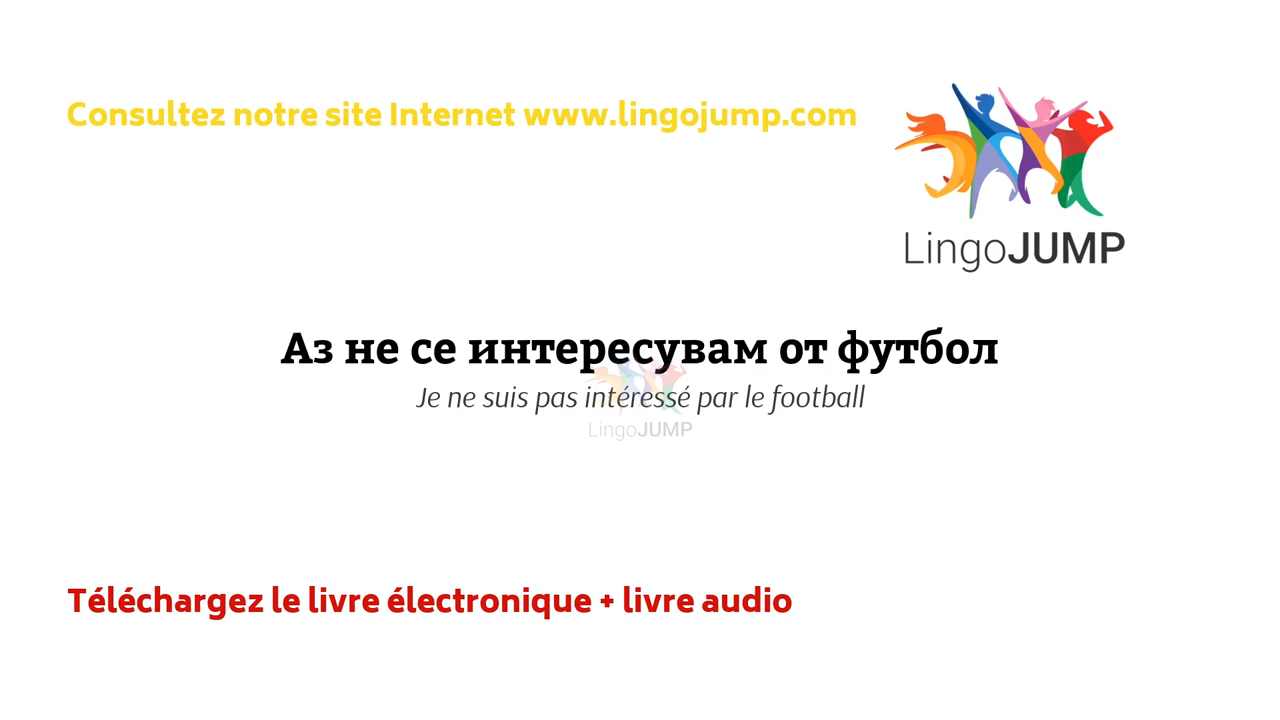 Consultez notre site Internet www.lingojump.com
LingoJUMP
Аз не се интересувам от футбол
Je ne suis pas intéressé par le football
LingoJUMP
Téléchargez le livre électronique + livre audio